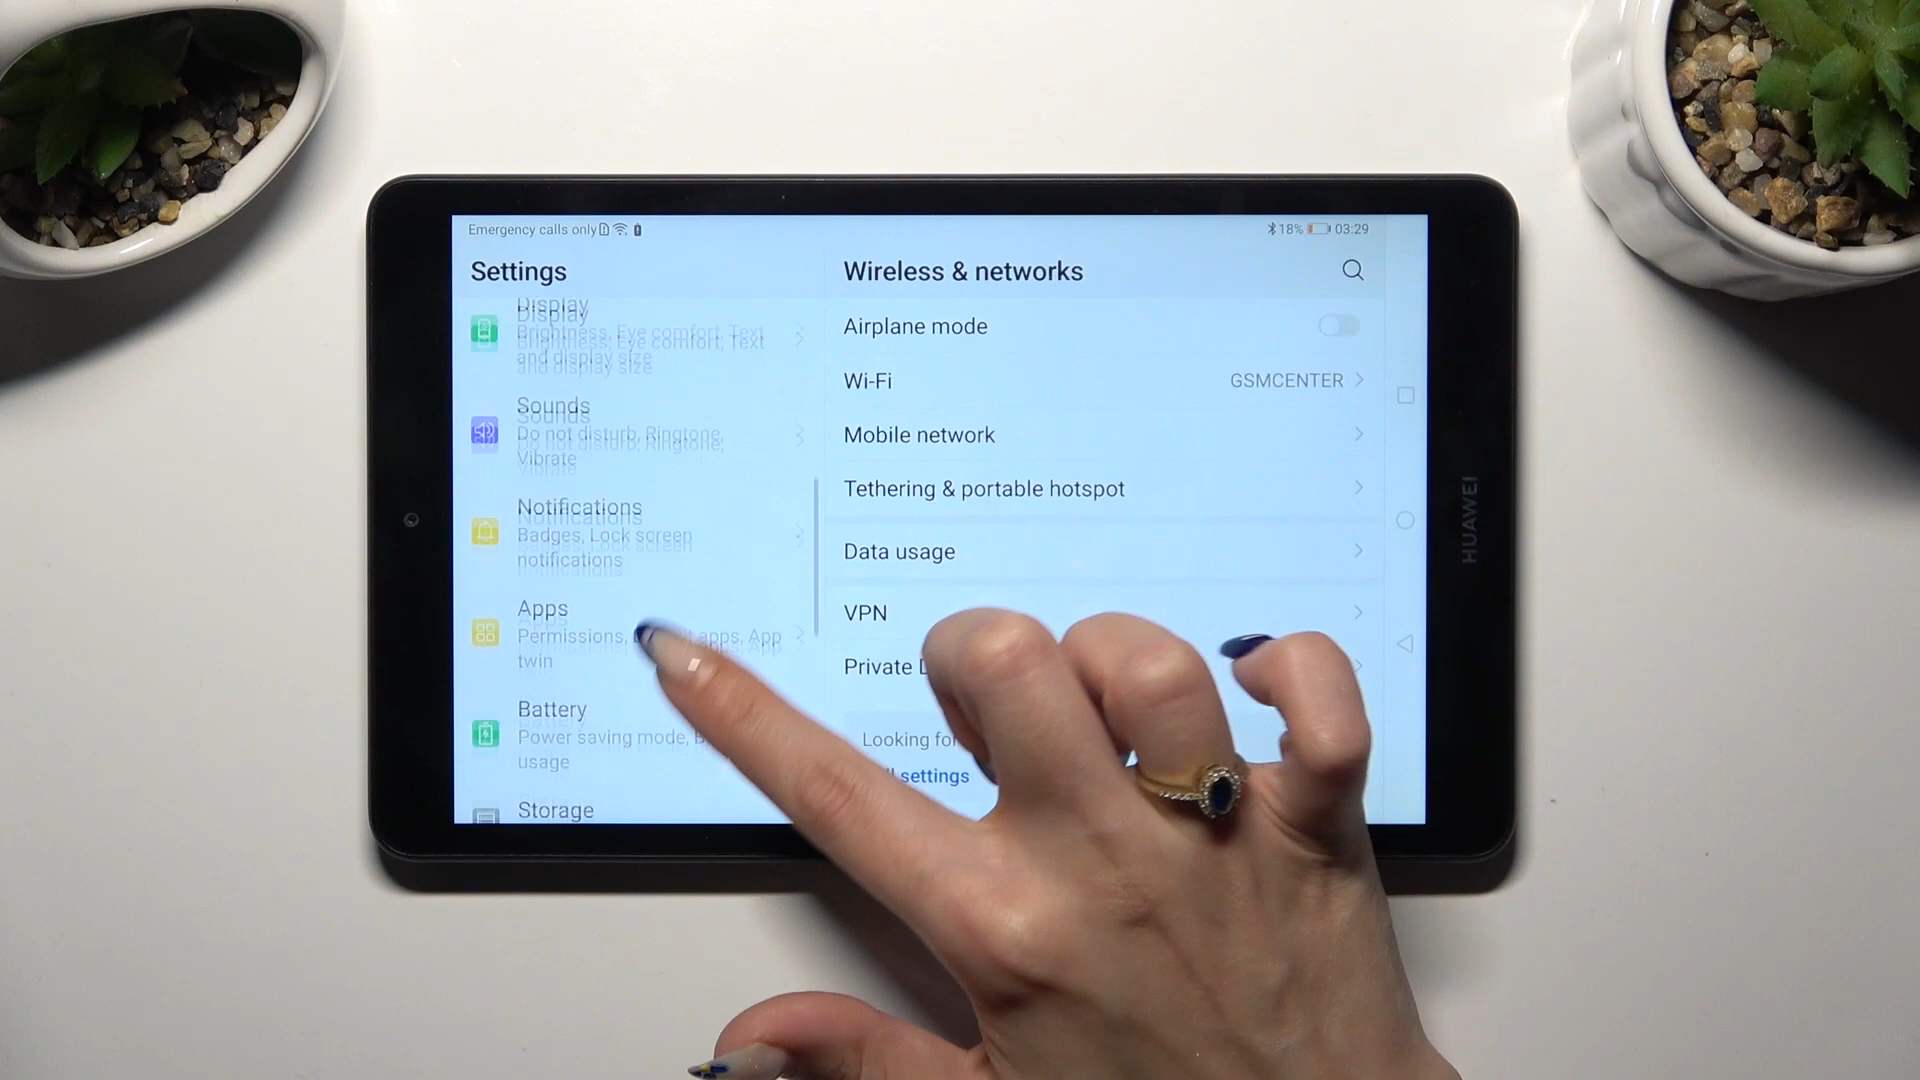 Emergency calls only
18% 03:29
Settings
Display
Brightness, Eye comfort, Text
and display size
Sounds
Do not disturb, Ringtone,
Vibrate
Notifications
Badges, Lock screen
notifications
Apps
Permissions, apps, App
twin
Battery
Power saving mode,
usage
Storage
Wireless & networks
Airplane mode
Wi-Fi GSMCENTER
Mobile network
Tethering & portable hotspot
Data usage
VPN
Private
Looking for
settings
HUAWEI